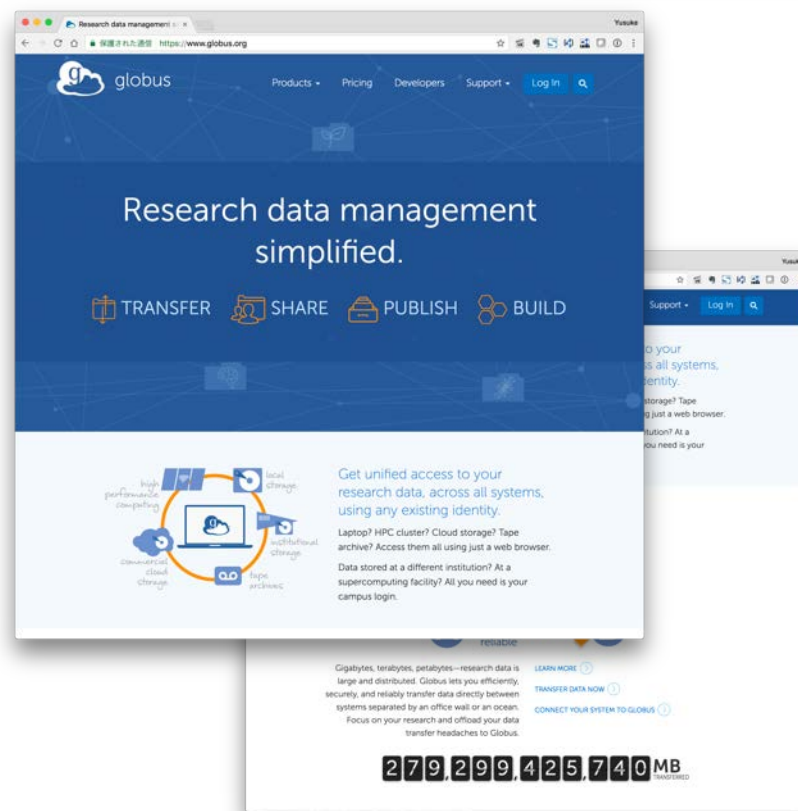 Research data management si
Yusuke
保護された通信 https://www.globus.org
globus
Products
Pricing
Developers
Support
Log In
Research data management
simplified.
TRANSFER
SHARE
PUBLISH
BUILD
high
performance
computing
local
storage
institutional
storage
tape
archives
commercial
cloud
storage
Get unified access to your
research data, across all systems,
using any existing identity.
Laptop? HPC cluster? Cloud storage? Tape
archive? Access them all using just a web browser.
Data stored at a different institution? At a
supercomputing facility? All you need is your
campus login.
Support
Log In
o your
ss all systems,
dentity.
storage? Tape
g just a web browser.
itution? At a
you need is your
reliable
Gigabytes, terabytes, petabytes—research data is
large and distributed. Globus lets you efficiently,
securely, and reliably transfer data directly between
systems separated by an office wall or an ocean.
Focus on your research and offload your data
transfer headaches to Globus.
LEARN MORE
TRANSFER DATA NOW
CONNECT YOUR SYSTEM TO GLOBUS
279,299,425,740 MB
TRANSFERRED